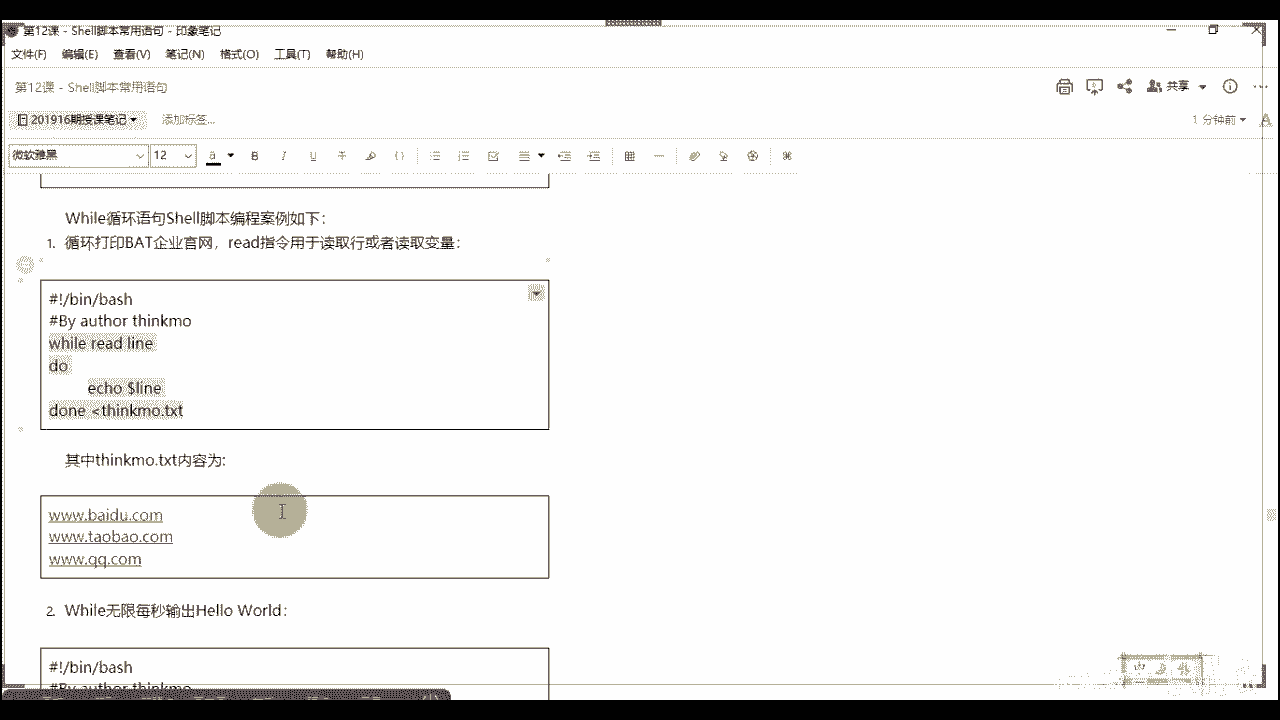 第12课 - Shell脚本常用语句 - 印象笔记
文件(F) 编辑(E) 查看(V) 笔记(N) 格式(O) 工具(T) 帮助(H)
第12课 - Shell脚本常用语句
共享
201916期授课笔记
添加标签...
1 分钟前
微软雅黑 12
While循环语句Shell脚本编程案例如下：
1. 循环打印BAT企业官网，read指令用于读取行或者读取变量：
#!/bin/bash
#By author thinkmo
while read line
do
echo $line
done <thinkmo.txt
其中thinkmo.txt内容为:
www.baidu.com
www.taobao.com
www.qq.com
2. While无限每秒输出Hello World：
#!/bin/bash
#By author thinkmo